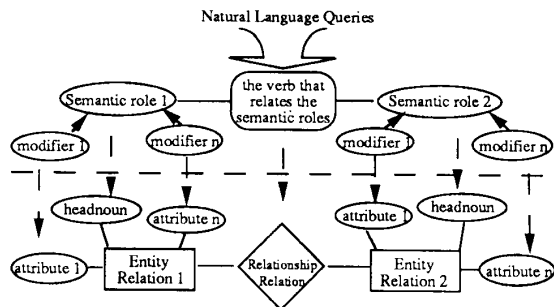 Natural Language Queries
Semantic role 1
the verb that
relates the
semantic roles
Semantic role 2
modifier 1
modifier n
modifier 1
modifier n
headnoun
attribute n
attribute 1
headnoun
attribute 1
Entity
Relation 1
Relationship
Relation
Entity
Relation 2
attribute n